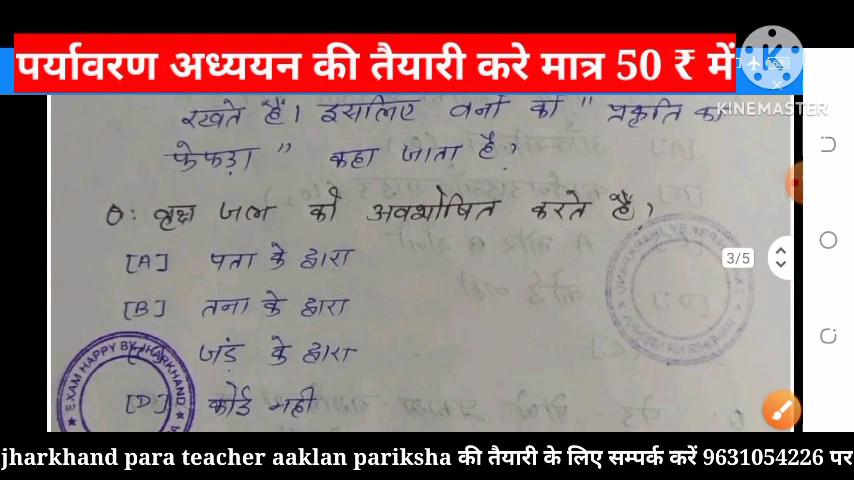 पर्यावरण अध्ययन की तैयारी करे मात्र 50 ₹ में
KINEMASTER
रखते हैं। इसलिए वनों को " प्रकृति का
फेफड़ा " कहा जाता है?
Q: वृक्ष जल को अवशोषित करते है?
[A] पता के द्वारा
[B] तना के द्वारा
जंड़ के द्वारा
[D] कोई नही
3/5
EXAM HAPPY BY JHARKHAND
jharkhand para teacher aaklan pariksha की तैयारी के लिए सम्पर्क करें 9631054226 पर